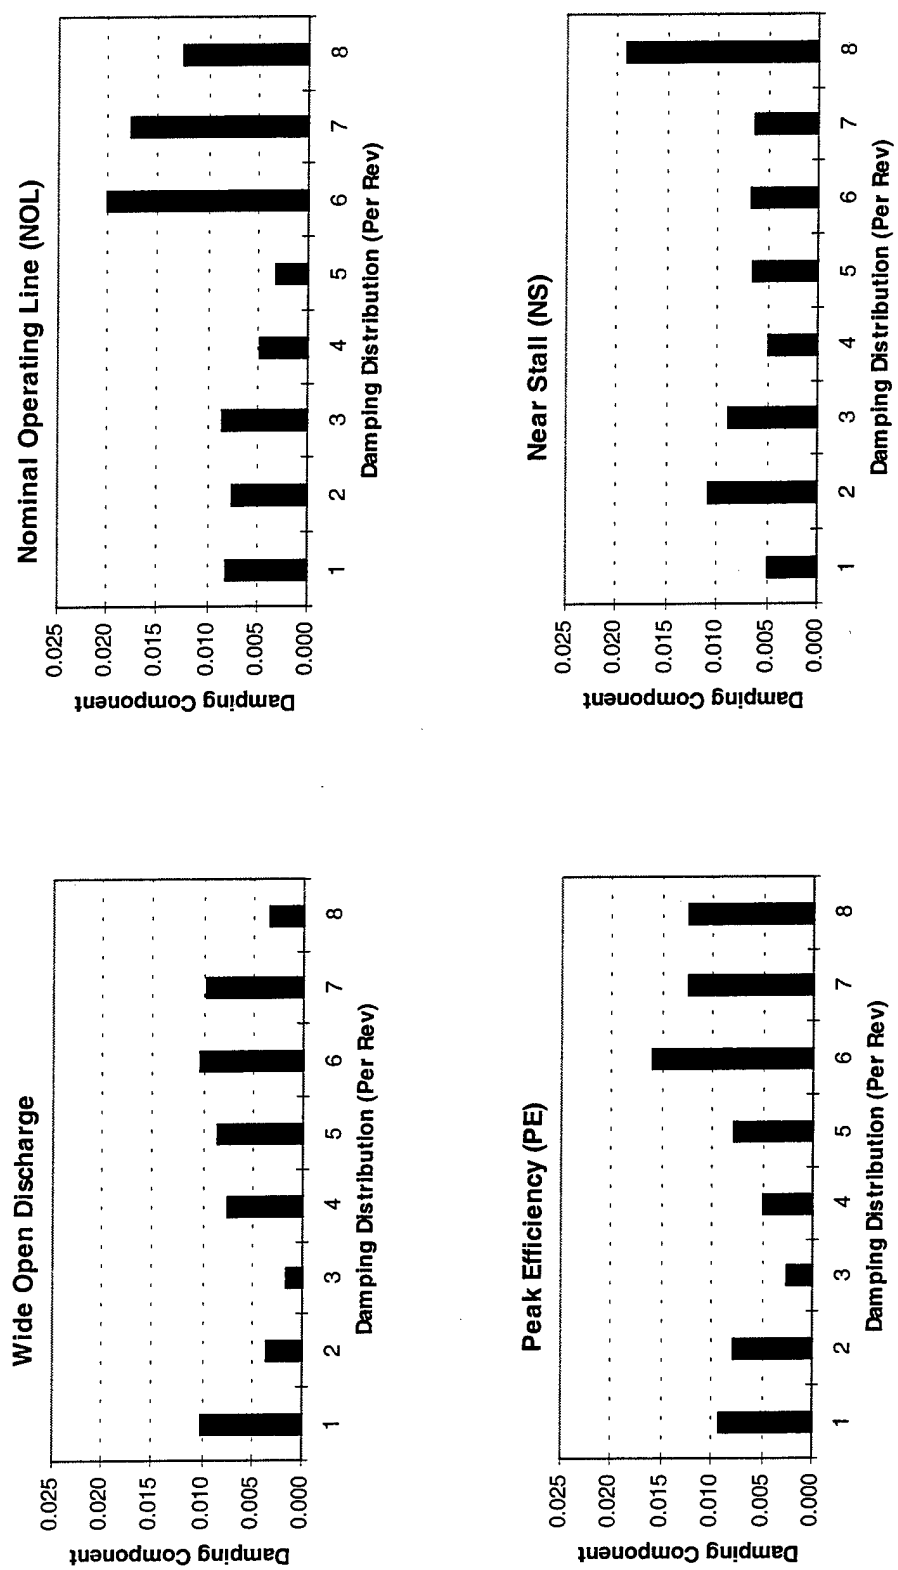 Wide Open Discharge
Damping Component
0.025
0.020
0.015
0.010
0.005
0.000
1 2 3 4 5 6 7 8
Damping Distribution (Per Rev)
Nominal Operating Line (NOL)
Damping Component
0.025
0.020
0.015
0.010
0.005
0.000
1 2 3 4 5 6 7 8
Damping Distribution (Per Rev)
Peak Efficiency (PE)
Damping Component
0.025
0.020
0.015
0.010
0.005
0.000
1 2 3 4 5 6 7 8
Damping Distribution (Per Rev)
Near Stall (NS)
Damping Component
0.025
0.020
0.015
0.010
0.005
0.000
1 2 3 4 5 6 7 8
Damping Distribution (Per Rev)